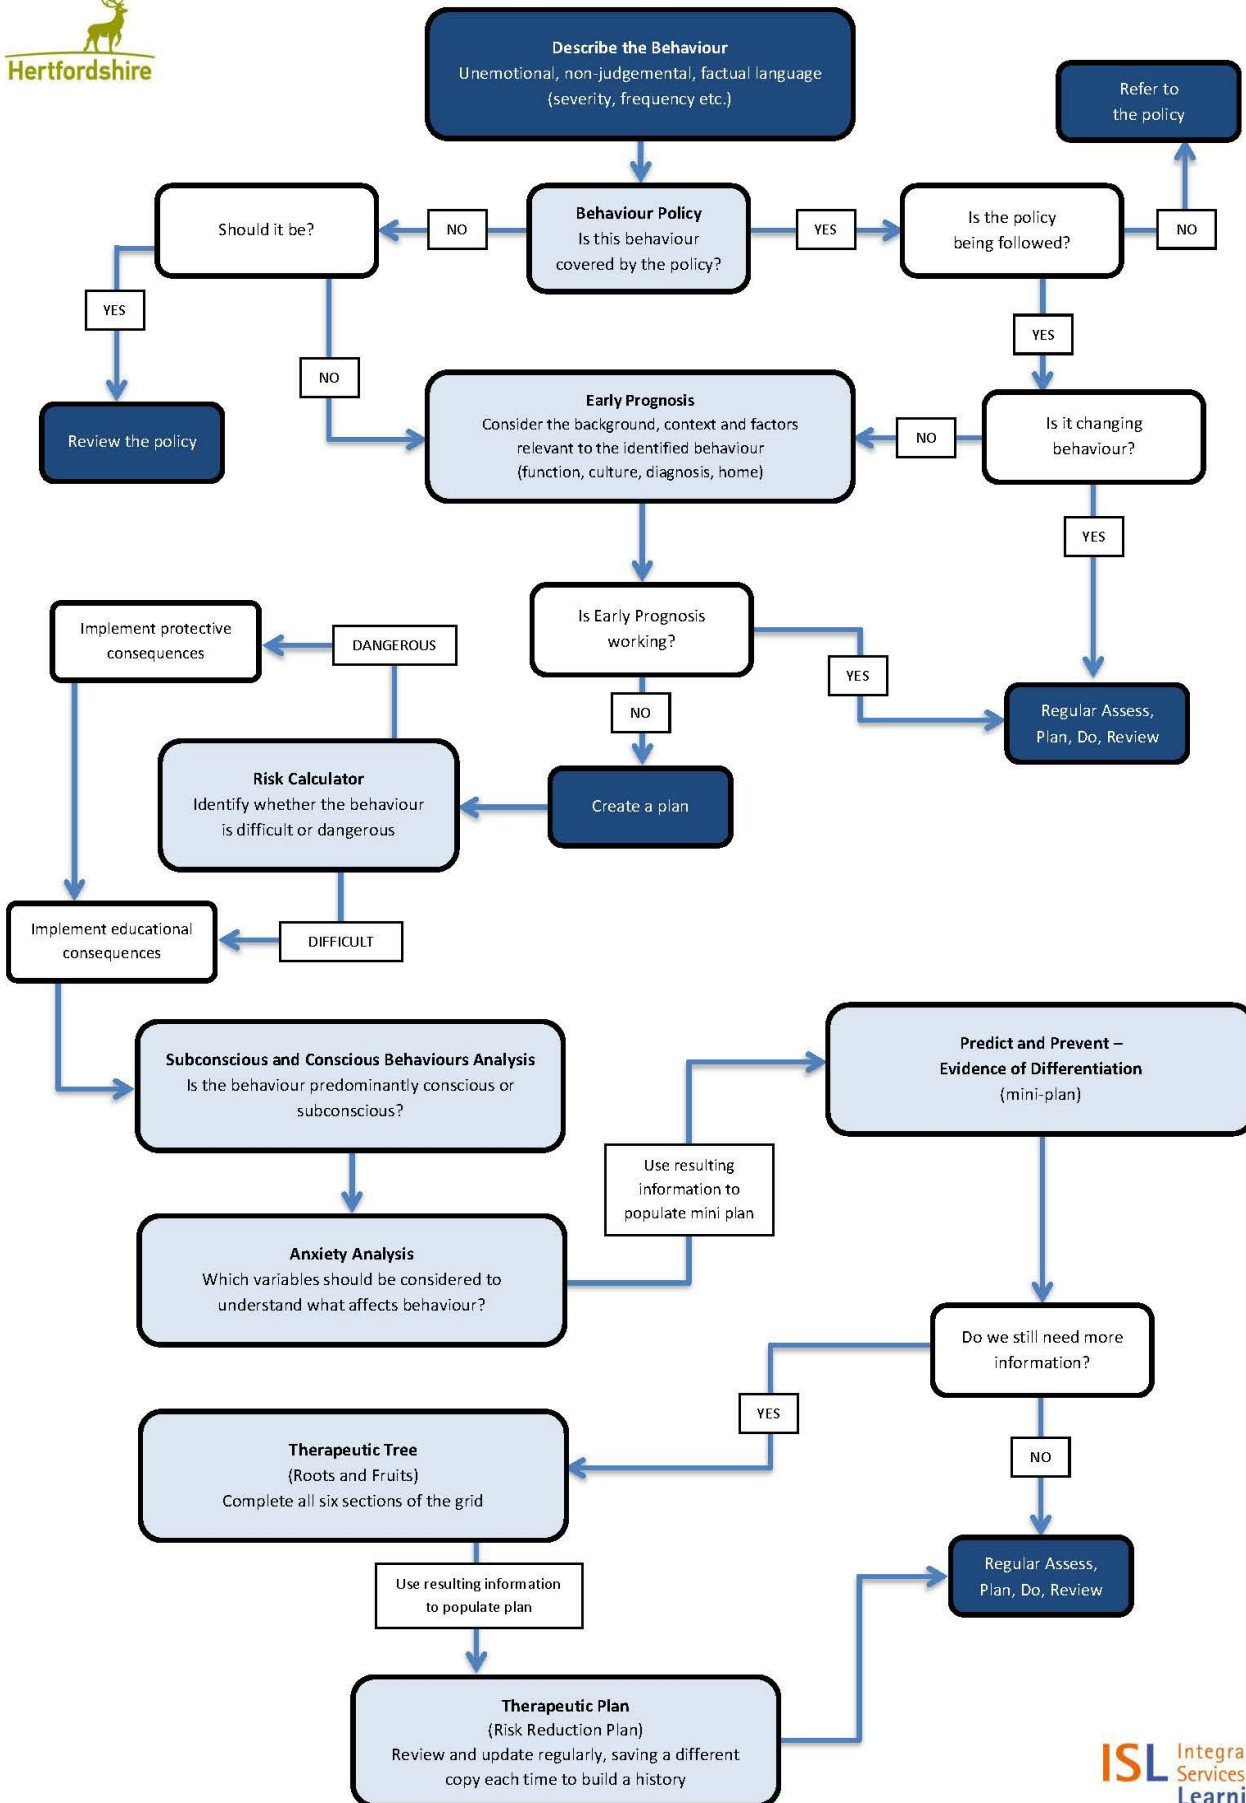 Hertfordshire
Describe the Behaviour
Unemotional, non-judgemental, factual language
(severity, frequency etc.)
Refer to
the policy
Should it be?
NO
Behaviour Policy
Is this behaviour
covered by the policy?
YES
Is the policy
being followed?
NO
YES
YES
NO
Review the policy
Early Prognosis
Consider the background, context and factors
relevant to the identified behaviour
(function, culture, diagnosis, home)
NO
Is it changing
behaviour?
YES
Implement protective
consequences
DANGEROUS
Is Early Prognosis
working?
YES
NO
Regular Assess,
Plan, Do, Review
Risk Calculator
Identify whether the behaviour
is difficult or dangerous
Create a plan
Implement educational
consequences
DIFFICULT
Subconscious and Conscious Behaviours Analysis
Is the behaviour predominantly conscious or
subconscious?
Predict and Prevent –
Evidence of Differentiation
(mini-plan)
Use resulting
information to
populate mini plan
Anxiety Analysis
Which variables should be considered to
understand what affects behaviour?
Do we still need more
information?
YES
NO
Therapeutic Tree
(Roots and Fruits)
Complete all six sections of the grid
Use resulting information
to populate plan
Regular Assess,
Plan, Do, Review
Therapeutic Plan
(Risk Reduction Plan)
Review and update regularly, saving a different
copy each time to build a history
ISL
Integra
Services
Learni